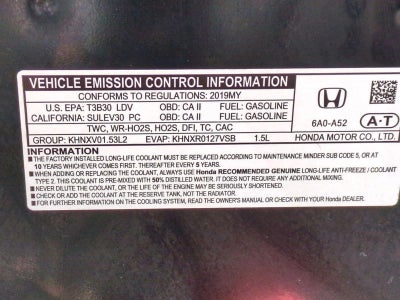 VEHICLE EMISSION CONTROL INFORMATION
CONFORMS TO REGULATIONS: 2019MY
U.S. EPA: T3B30 LDV OBD: CA II FUEL: GASOLINE
CALIFORNIA: SULEV30 PC OBD: CA II FUEL: GASOLINE
TWC, WR-HO2S, HO2S, DFI, TC, CAC
GROUP: KHNXV01.53L2 EVAP: KHNXR0127VSB 1.5L
6A0-A52
A·T
HONDA MOTOR CO., LTD.
INFORMATION
■ THE FACTORY INSTALLED LONG-LIFE COOLANT MUST BE REPLACED ACCORDING TO MAINTENANCE MINDER SUB CODE 5, OR AT
10 YEARS WHICHEVER COMES FIRST. THEREAFTER EVERY 5 YEARS.
■ WHEN ADDING OR REPLACING THE COOLANT, ALWAYS USE Honda RECOMMENDED GENUINE LONG-LIFE ANTI-FREEZE / COOLANT
TYPE 2. THIS COOLANT IS PRE-MIXED WITH 50% DISTILLED WATER. IT DOES NOT REQUIRE ANY ADDITIONAL MIXING.
■ NEVER DILUTE THE COOLANT, OR THE LIFE OF THE ENGINE MAY BE SERIOUSLY SHORTENED.
■ CHECK OR ADD THE COOLANT AT THE RESERVE TANK, NOT THE RADIATOR.
■ FOR FURTHER INFORMATION ON THE COOLING SYSTEM, READ THE OWNER'S MANUAL OR CONTACT WITH YOUR Honda DEALER.